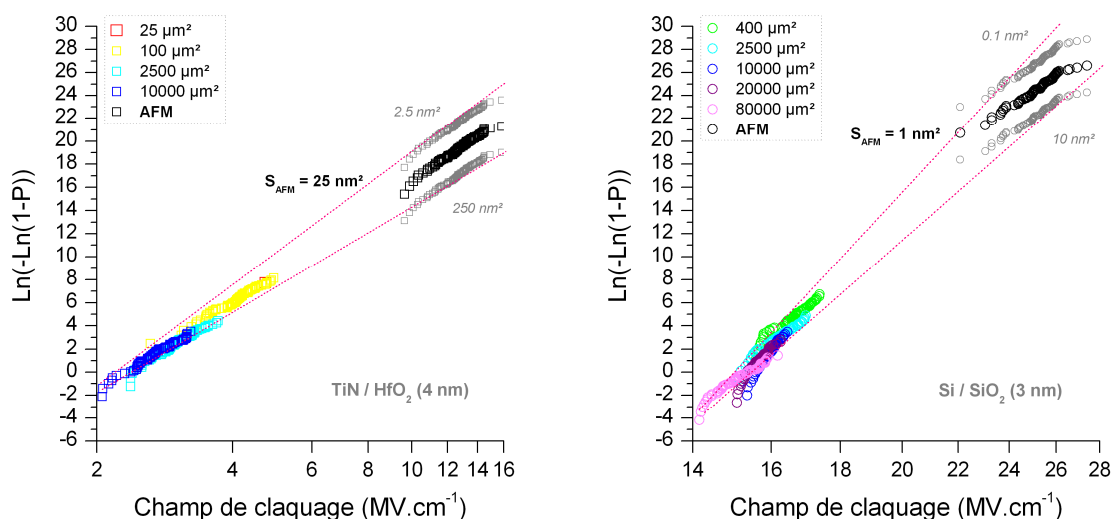 30
28
26
24
22
20
18
16
14
12
10
8
6
4
2
0
-2
-4
-6
Ln(-Ln(1-P))
25 µm²
100 µm²
2500 µm²
10000 µm²
AFM
2.5 nm²
S_AFM = 25 nm²
250 nm²
TiN / HfO₂ (4 nm)
2 4 6 8 10 12 14 16
Champ de claquage (MV.cm⁻¹)
30
28
26
24
22
20
18
16
14
12
10
8
6
4
2
0
-2
-4
-6
Ln(-Ln(1-P))
400 µm²
2500 µm²
10000 µm²
20000 µm²
80000 µm²
AFM
0.1 nm²
S_AFM = 1 nm²
10 nm²
Si / SiO₂ (3 nm)
14 16 18 20 22 24 26 28
Champ de claquage (MV.cm⁻¹)